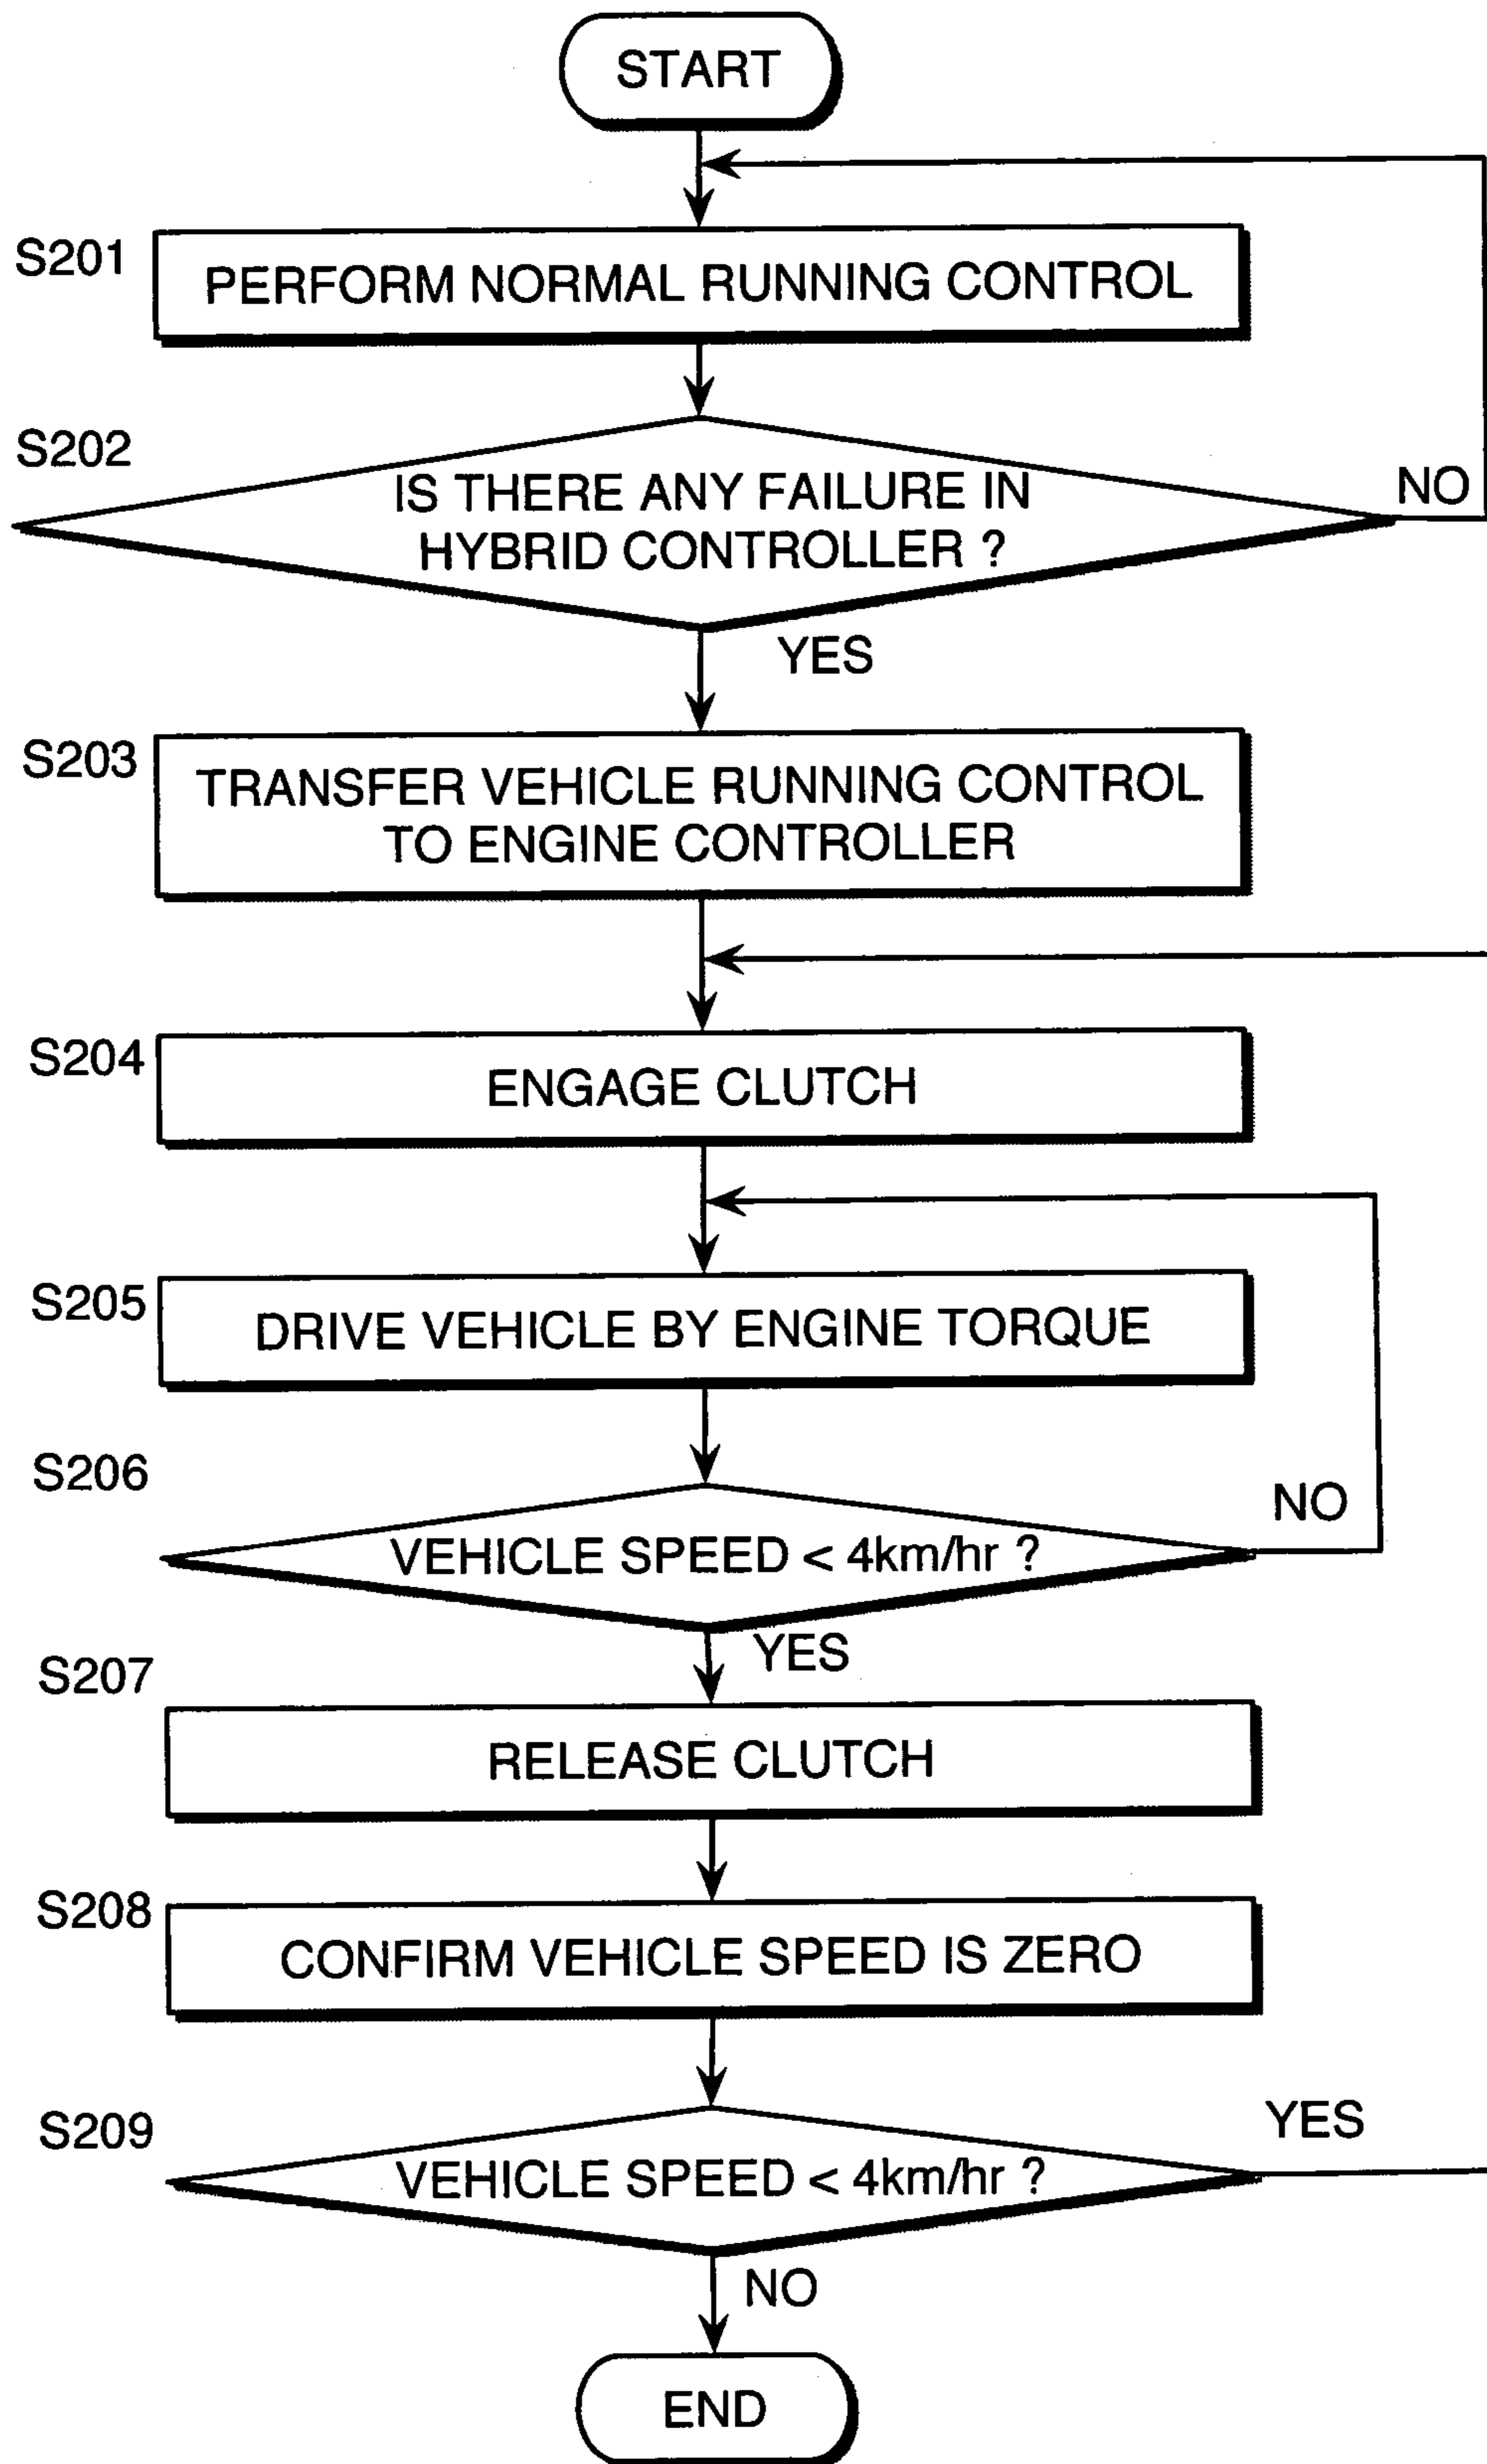 START
S201
PERFORM NORMAL RUNNING CONTROL
S202
IS THERE ANY FAILURE IN
HYBRID CONTROLLER ?
NO
YES
S203
TRANSFER VEHICLE RUNNING CONTROL
TO ENGINE CONTROLLER
S204
ENGAGE CLUTCH
S205
DRIVE VEHICLE BY ENGINE TORQUE
S206
VEHICLE SPEED < 4km/hr ?
NO
YES
S207
RELEASE CLUTCH
S208
CONFIRM VEHICLE SPEED IS ZERO
S209
VEHICLE SPEED < 4km/hr ?
YES
NO
END